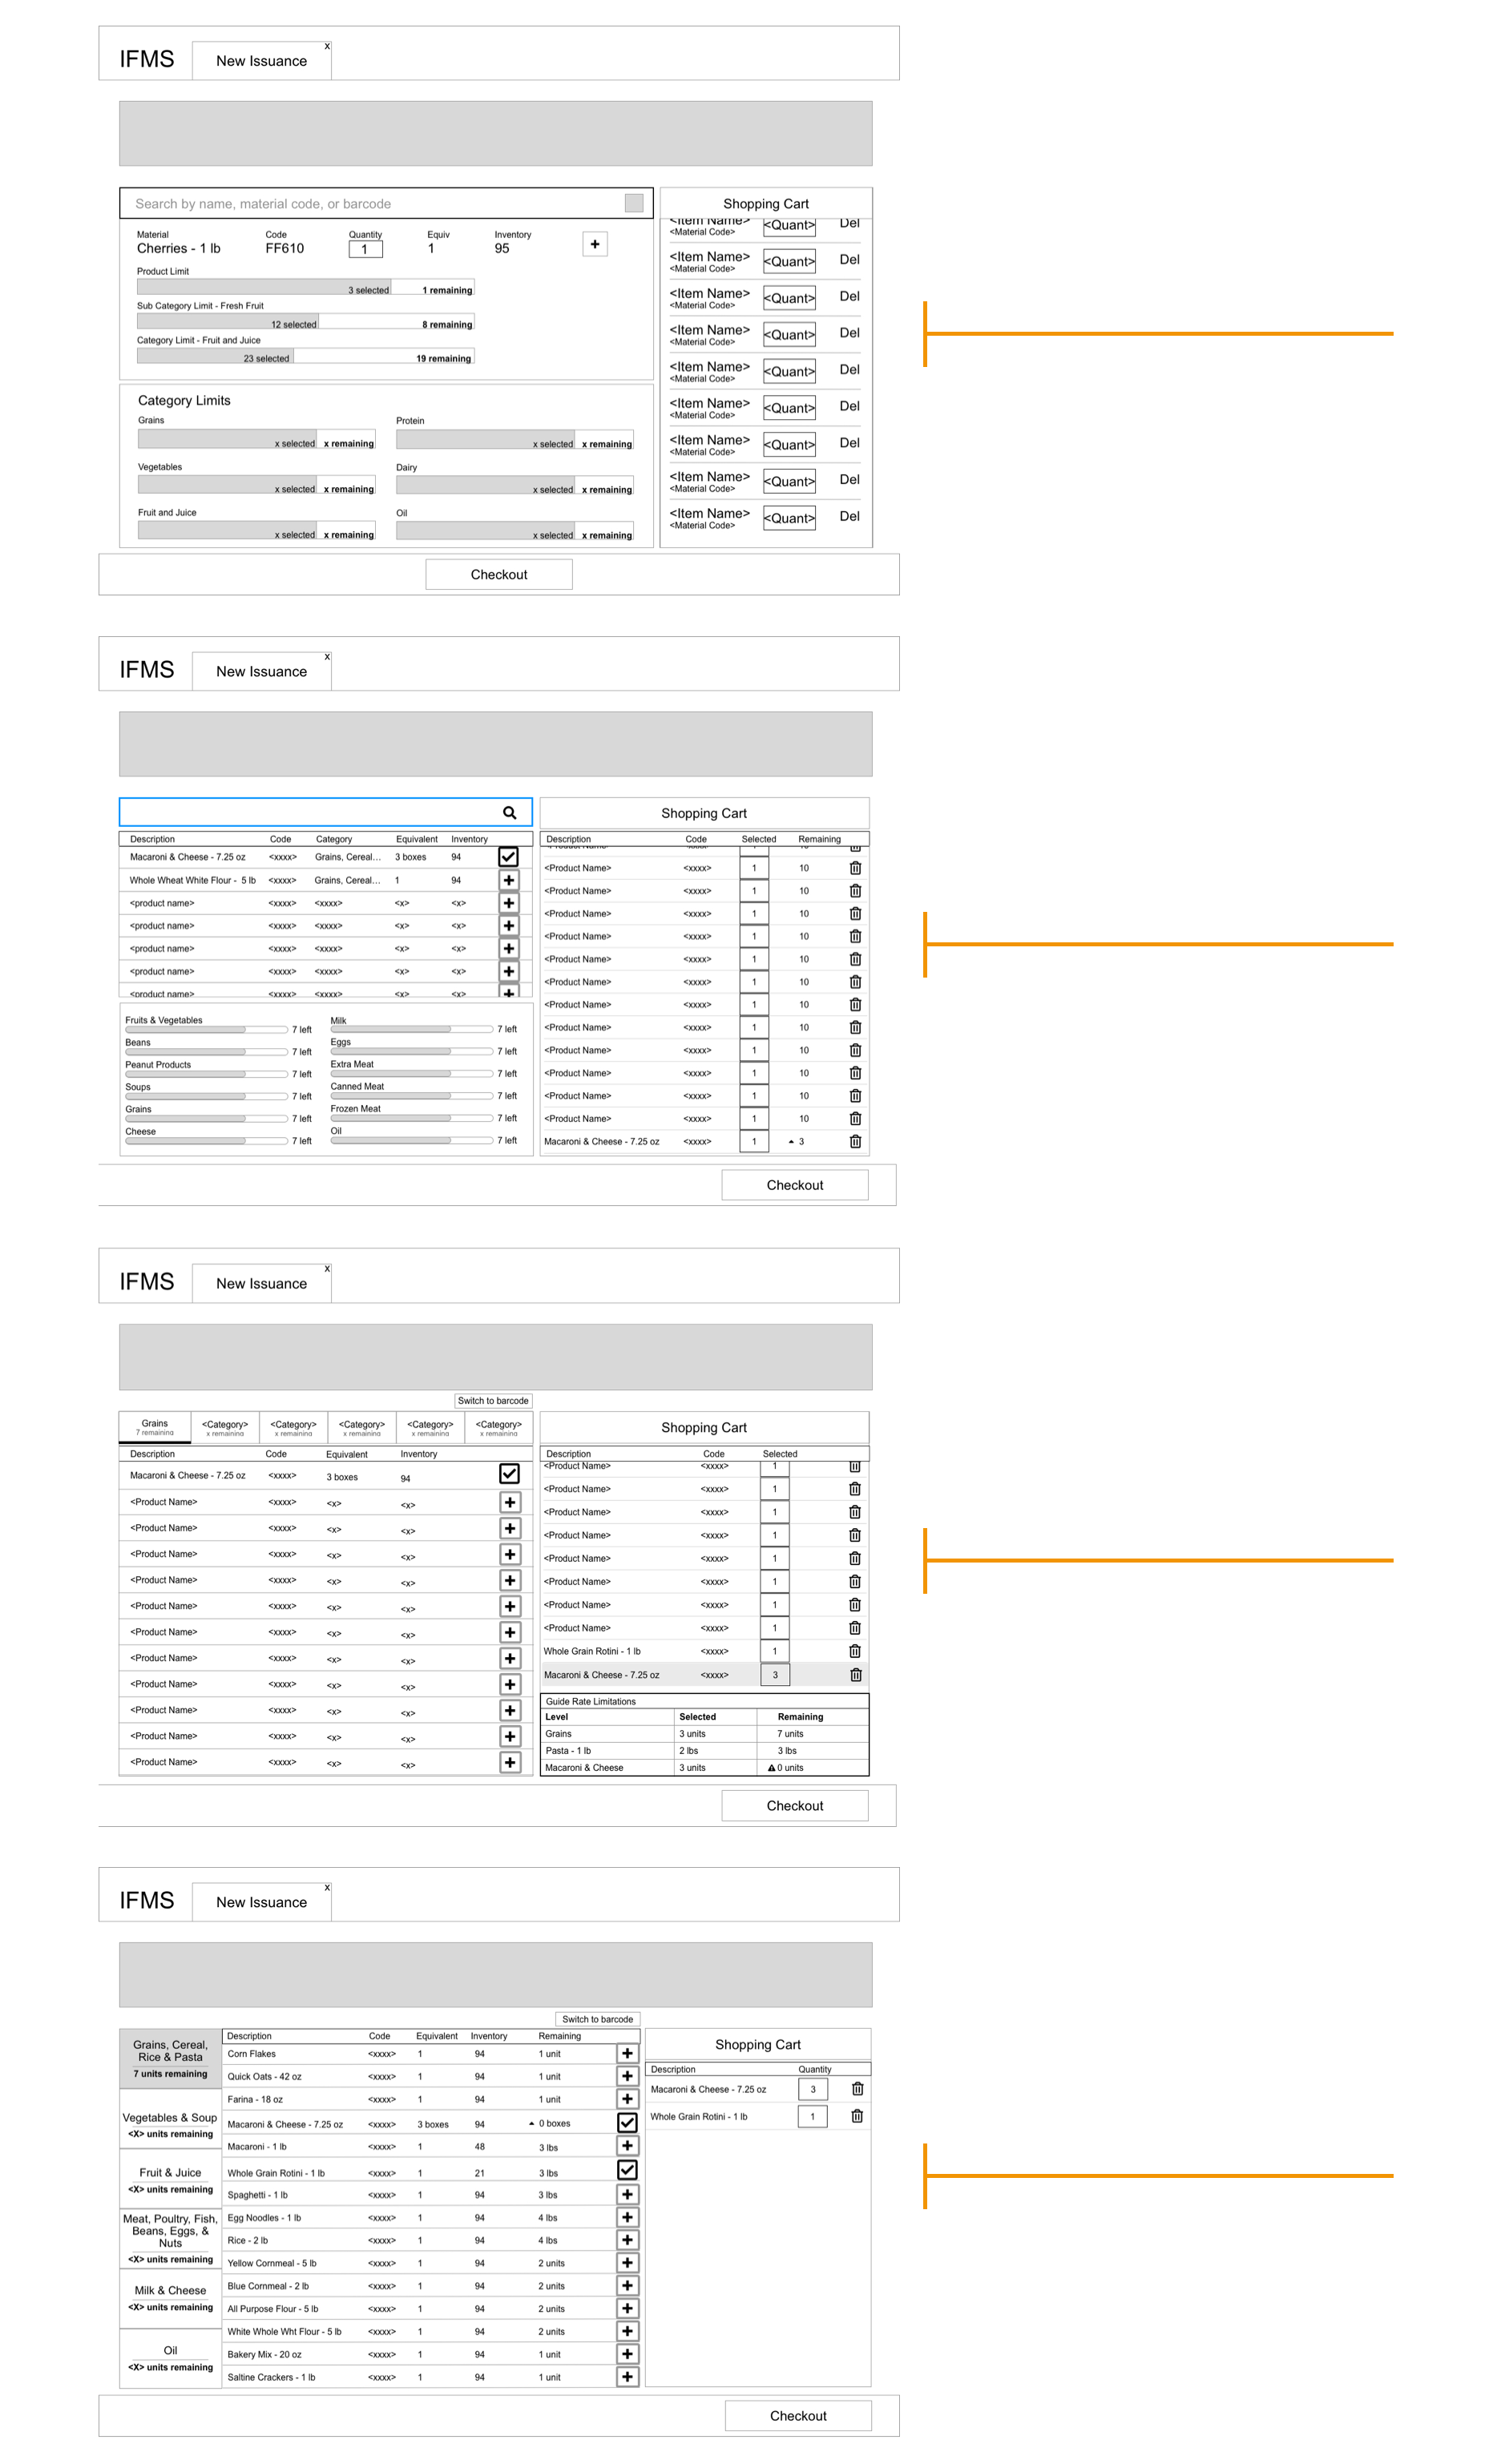 IFMS
New Issuance
x
Search by name, material code, or barcode
Material Code Quantity Equiv Inventory
Cherries - 1 lb FF610 1 1 95
Product Limit
3 selected 1 remaining
Sub Category Limit - Fresh Fruit
12 selected 8 remaining
Category Limit - Fruit and Juice
23 selected 19 remaining
Category Limits
Grains
x selected x remaining
Protein
x selected x remaining
Vegetables
x selected x remaining
Dairy
x selected x remaining
Fruit and Juice
x selected x remaining
Oil
x selected x remaining
Shopping Cart
<Item Name> <Quant> Del
<Material Code>
<Item Name> <Quant> Del
<Material Code>
<Item Name> <Quant> Del
<Material Code>
<Item Name> <Quant> Del
<Material Code>
<Item Name> <Quant> Del
<Material Code>
<Item Name> <Quant> Del
<Material Code>
<Item Name> <Quant> Del
<Material Code>
<Item Name> <Quant> Del
<Material Code>
<Item Name> <Quant> Del
<Material Code>
Checkout
IFMS
New Issuance
x
Description Code Category Equivalent Inventory
Macaroni & Cheese - 7.25 oz <xxxx> Grains, Cereal... 3 boxes 94
Whole Wheat White Flour - 5 lb <xxxx> Grains, Cereal... 1 94
<product name> <xxxx> <xxxx> <x> <x>
<product name> <xxxx> <xxxx> <x> <x>
<product name> <xxxx> <xxxx> <x> <x>
<product name> <xxxx> <xxxx> <x> <x>
<product name> <xxxx> <xxxx> <x> <x>
Fruits & Vegetables 7 left
Milk 7 left
Beans 7 left
Eggs 7 left
Peanut Products 7 left
Extra Meat 7 left
Soups 7 left
Canned Meat 7 left
Grains 7 left
Frozen Meat 7 left
Cheese 7 left
Oil 7 left
Shopping Cart
Description Code Selected Remaining
<Product Name> <xxxx> 1 10
<Product Name> <xxxx> 1 10
<Product Name> <xxxx> 1 10
<Product Name> <xxxx> 1 10
<Product Name> <xxxx> 1 10
<Product Name> <xxxx> 1 10
<Product Name> <xxxx> 1 10
<Product Name> <xxxx> 1 10
<Product Name> <xxxx> 1 10
<Product Name> <xxxx> 1 10
<Product Name> <xxxx> 1 10
<Product Name> <xxxx> 1 10
Macaroni & Cheese - 7.25 oz <xxxx> 1 3
Checkout
IFMS
New Issuance
x
Switch to barcode
Grains <Category> <Category> <Category> <Category> <Category>
7 remaining x remaining x remaining x remaining x remaining x remaining
Description Code Equivalent Inventory
Macaroni & Cheese - 7.25 oz <xxxx> 3 boxes 94
<Product Name> <xxxx> <x> <x>
<Product Name> <xxxx> <x> <x>
<Product Name> <xxxx> <x> <x>
<Product Name> <xxxx> <x> <x>
<Product Name> <xxxx> <x> <x>
<Product Name> <xxxx> <x> <x>
<Product Name> <xxxx> <x> <x>
<Product Name> <xxxx> <x> <x>
<Product Name> <xxxx> <x> <x>
<Product Name> <xxxx> <x> <x>
<Product Name> <xxxx> <x> <x>
Shopping Cart
Description Code Selected
<Product Name> <xxxx> 1
<Product Name> <xxxx> 1
<Product Name> <xxxx> 1
<Product Name> <xxxx> 1
<Product Name> <xxxx> 1
<Product Name> <xxxx> 1
<Product Name> <xxxx> 1
<Product Name> <xxxx> 1
Whole Grain Rotini - 1 lb <xxxx> 1
Macaroni & Cheese - 7.25 oz <xxxx> 3
Guide Rate Limitations
Level Selected Remaining
Grains 3 units 7 units
Pasta - 1 lb 2 lbs 3 lbs
Macaroni & Cheese 3 units 0 units
Checkout
IFMS
New Issuance
x
Switch to barcode
Grains, Cereal,
Rice & Pasta
7 units remaining
Vegetables & Soup
<X> units remaining
Fruit & Juice
<X> units remaining
Meat, Poultry, Fish,
Beans, Eggs, &
Nuts
<X> units remaining
Milk & Cheese
<X> units remaining
Oil
<X> units remaining
Description Code Equivalent Inventory Remaining
Corn Flakes <xxxx> 1 94 1 unit
Quick Oats - 42 oz <xxxx> 1 94 1 unit
Farina - 18 oz <xxxx> 1 94 1 unit
Macaroni & Cheese - 7.25 oz <xxxx> 3 boxes 94 0 boxes
Macaroni - 1 lb <xxxx> 1 48 3 lbs
Whole Grain Rotini - 1 lb <xxxx> 1 21 3 lbs
Spaghetti - 1 lb <xxxx> 1 94 3 lbs
Egg Noodles - 1 lb <xxxx> 1 94 4 lbs
Rice - 2 lb <xxxx> 1 94 4 lbs
Yellow Cornmeal - 5 lb <xxxx> 1 94 2 units
Blue Cornmeal - 2 lb <xxxx> 1 94 2 units
All Purpose Flour - 5 lb <xxxx> 1 94 2 units
White Whole Wht Flour - 5 lb <xxxx> 1 94 2 units
Bakery Mix - 20 oz <xxxx> 1 94 1 unit
Saltine Crackers - 1 lb <xxxx> 1 94 1 unit
Shopping Cart
Description Quantity
Macaroni & Cheese - 7.25 oz 3
Whole Grain Rotini - 1 lb 1
Checkout